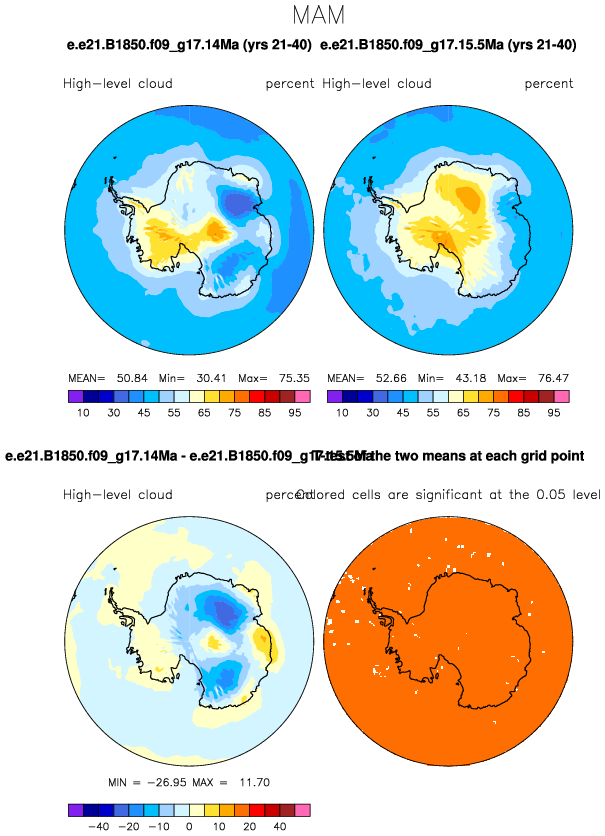 MAM
e.e21.B1850.f09_g17.14Ma (yrs 21-40) e.e21.B1850.f09_g17.15.5Ma (yrs 21-40)
High-level cloud percent High-level cloud percent
MEAN= 50.84 Min= 30.41 Max= 75.35 MEAN= 52.66 Min= 43.18 Max= 76.47
10 30 45 55 65 75 85 95 10 30 45 55 65 75 85 95
e.e21.B1850.f09_g17.14Ma - e.e21.B1850.f09_g17.15.5Ma T-test of the two means at each grid point
High-level cloud percent Colored cells are significant at the 0.05 level
MIN = -26.95 MAX = 11.70
-40 -20 -10 0 10 20 40